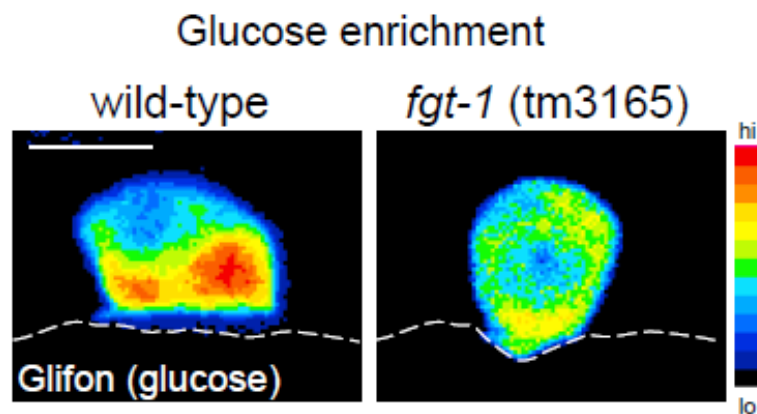 Glucose enrichment
wild-type
fgt-1 (tm3165)
hi
Glifon (glucose)
lo